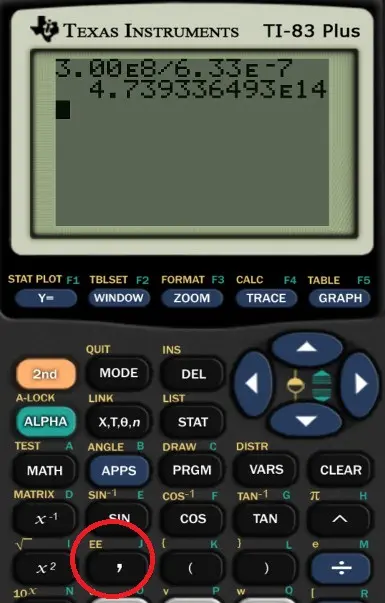 TEXAS INSTRUMENTS TI-83 Plus
3.00ᴇ8/6.33ᴇ-7
4.739336493ᴇ14
STAT PLOT F1 TBLSET F2 FORMAT F3 CALC F4 TABLE F5
Y= WINDOW ZOOM TRACE GRAPH
QUIT INS
2nd MODE DEL
A-LOCK LINK LIST
ALPHA X,T,θ,n STAT
TEST A ANGLE B DRAW C DISTR
MATH APPS PRGM VARS CLEAR
MATRIX D SIN⁻¹ E COS⁻¹ F TAN⁻¹ G π H
x⁻¹ SIN COS TAN ^
√ I EE J { K } L e M
x² , ( ) ÷
10ˣ N O v P w Q [ R